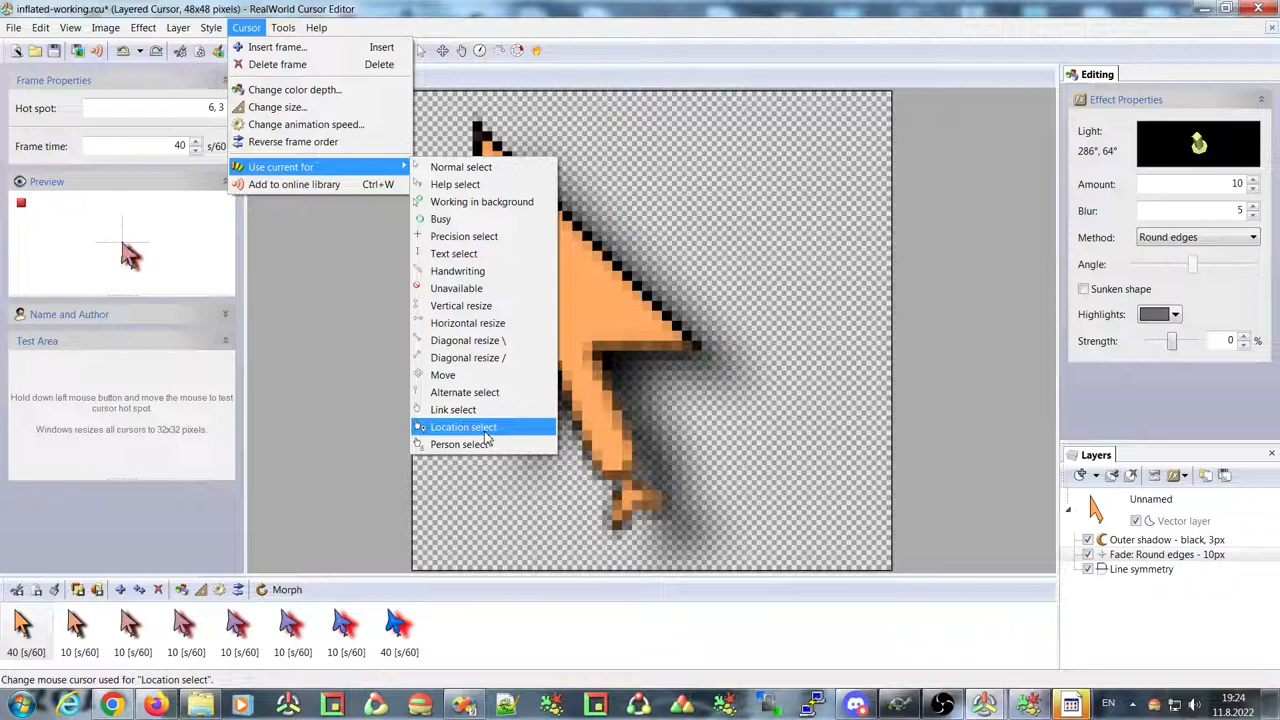 inflated-working.rcu* (Layered Cursor, 48x48 pixels) - RealWorld Cursor Editor
File Edit View Image Effect Layer Style Cursor Tools Help
Insert frame... Insert
Delete frame Delete
Change color depth...
Change size...
Change animation speed...
Reverse frame order
Use current for
Add to online library Ctrl+W
Normal select
Help select
Working in background
Busy
Precision select
Text select
Handwriting
Unavailable
Vertical resize
Horizontal resize
Diagonal resize \
Diagonal resize /
Move
Alternate select
Link select
Location select
Person select
Frame Properties
Hot spot: 6, 3
Frame time: 40 s/60
Preview
Name and Author
Test Area
Hold down left mouse button and move the mouse to test
cursor hot spot.
Windows resizes all cursors to 32x32 pixels.
Editing
Effect Properties
Light:
286°, 64°
Amount: 10
Blur: 5
Method: Round edges
Angle:
Sunken shape
Highlights:
Strength: 0 %
Layers
Unnamed
Vector layer
Outer shadow - black, 3px
Fade: Round edges - 10px
Line symmetry
Morph
40 [s/60] 10 [s/60] 10 [s/60] 10 [s/60] 10 [s/60] 10 [s/60] 10 [s/60] 40 [s/60]
Change mouse cursor used for "Location select".
EN 19:24
11.8.2022